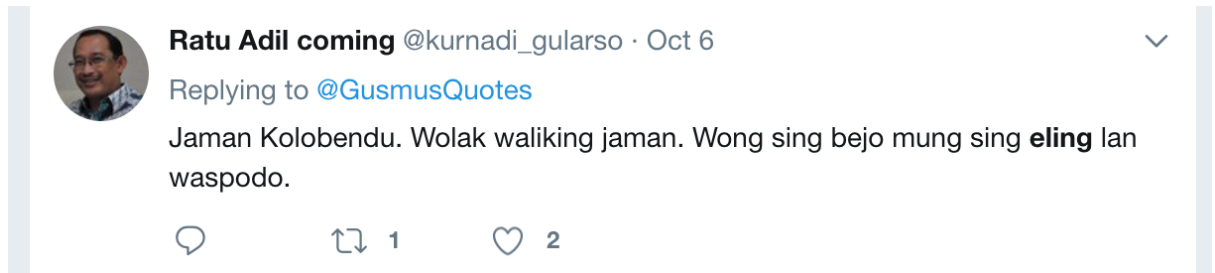 Ratu Adil coming @kurnadi_gularso · Oct 6
Replying to @GusmusQuotes
Jaman Kolobendu. Wolak waliking jaman. Wong sing bejo mung sing eling lan
waspodo.
1 2